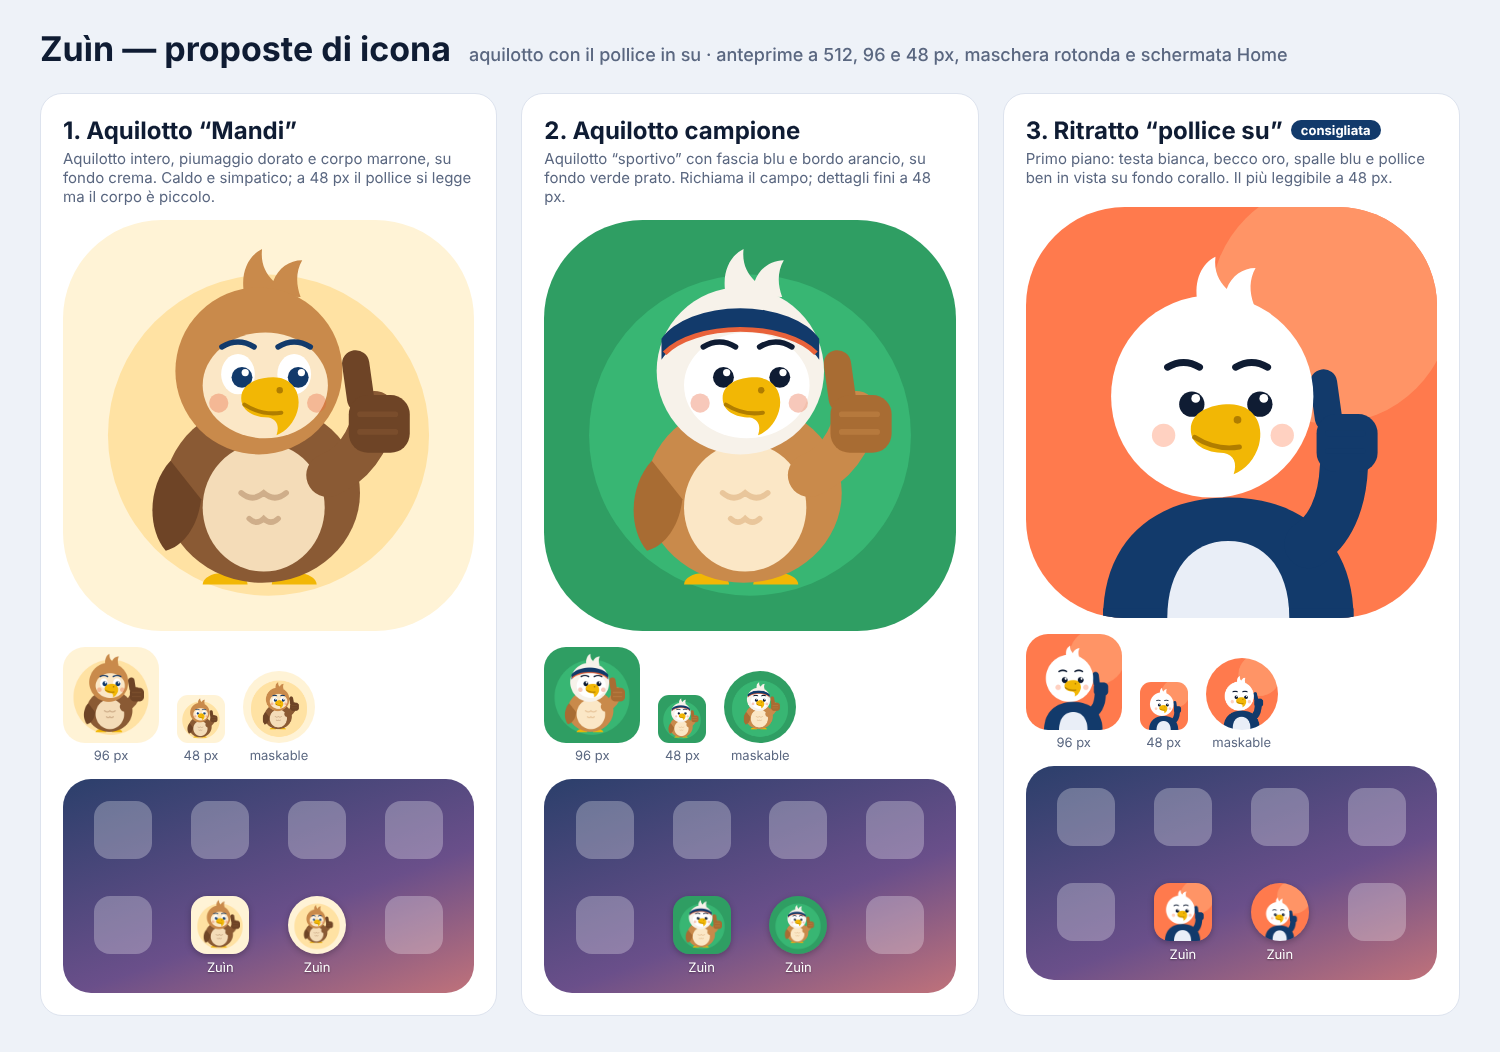 Zuìn — proposte di icona
aquilotto con il pollice in su · anteprime a 512, 96 e 48 px, maschera rotonda e schermata Home
1. Aquilotto “Mandi”
Aquilotto intero, piumaggio dorato e corpo marrone, su
fondo crema. Caldo e simpatico; a 48 px il pollice si legge
ma il corpo è piccolo.
96 px
48 px
maskable
Zuìn
Zuìn
2. Aquilotto campione
Aquilotto “sportivo” con fascia blu e bordo arancio, su
fondo verde prato. Richiama il campo; dettagli fini a 48
px.
96 px
48 px
maskable
Zuìn
Zuìn
3. Ritratto “pollice su”
consigliata
Primo piano: testa bianca, becco oro, spalle blu e pollice
ben in vista su fondo corallo. Il più leggibile a 48 px.
96 px
48 px
maskable
Zuìn
Zuìn